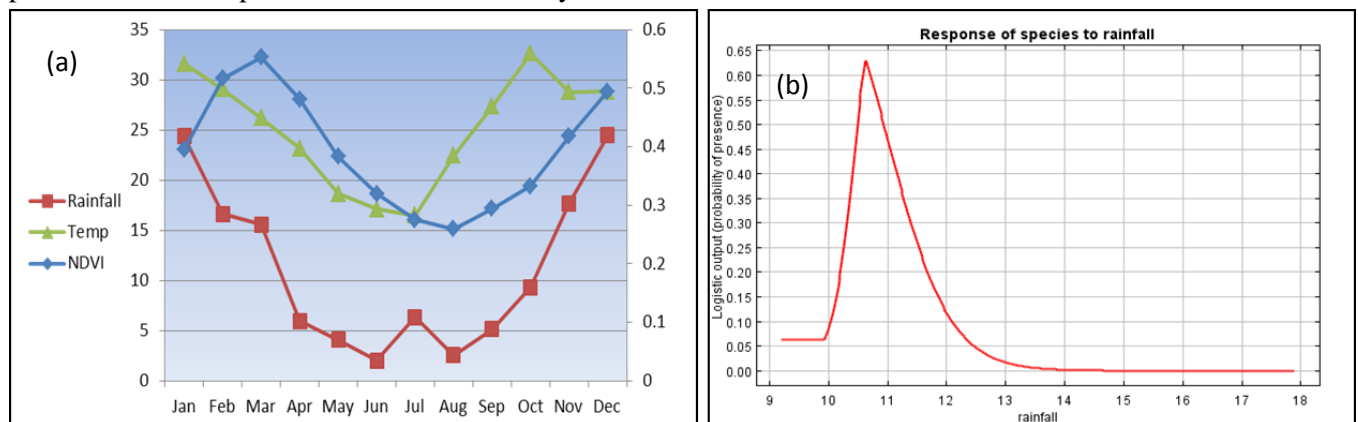 (a)
35
30
25
20
15
10
5
0
0.6
0.5
0.4
0.3
0.2
0.1
0
Rainfall
Temp
NDVI
Jan Feb Mar Apr May Jun Jul Aug Sep Oct Nov Dec
Response of species to rainfall
(b)
Logistic output (probability of presence)
0.65
0.60
0.55
0.50
0.45
0.40
0.35
0.30
0.25
0.20
0.15
0.10
0.05
0.00
9 10 11 12 13 14 15 16 17 18
rainfall